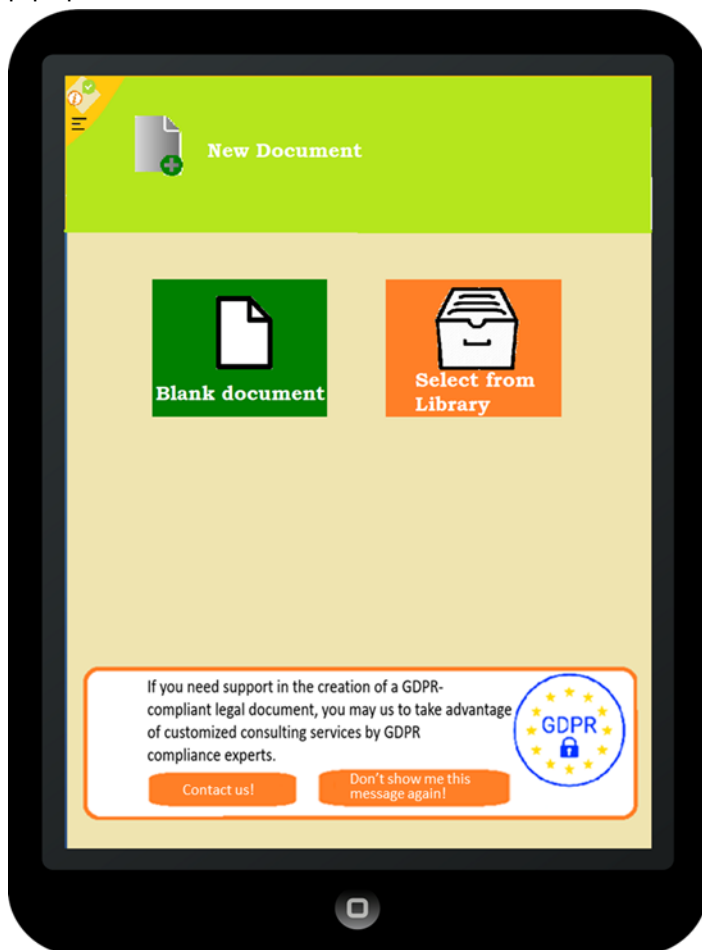 New Document
Blank document
Select from
Library
If you need support in the creation of a GDPR-
compliant legal document, you may us to take advantage
of customized consulting services by GDPR
compliance experts.
GDPR
Contact us!
Don't show me this
message again!